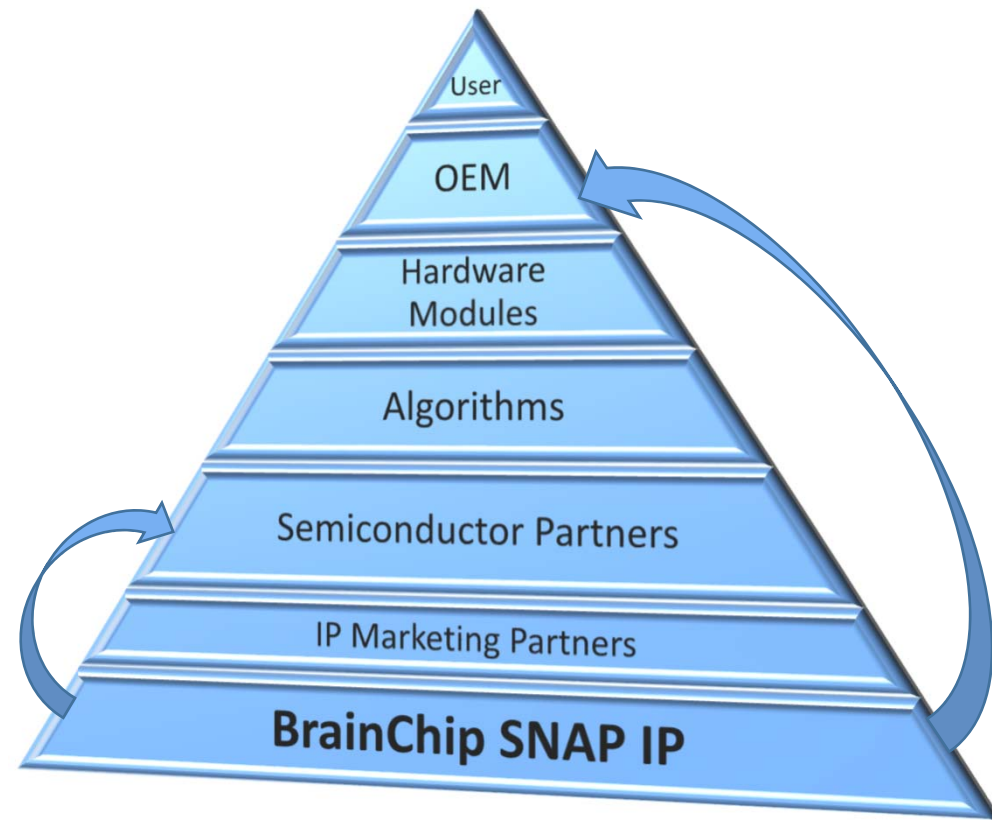 User
OEM
Hardware
Modules
Algorithms
Semiconductor Partners
IP Marketing Partners
BrainChip SNAP IP